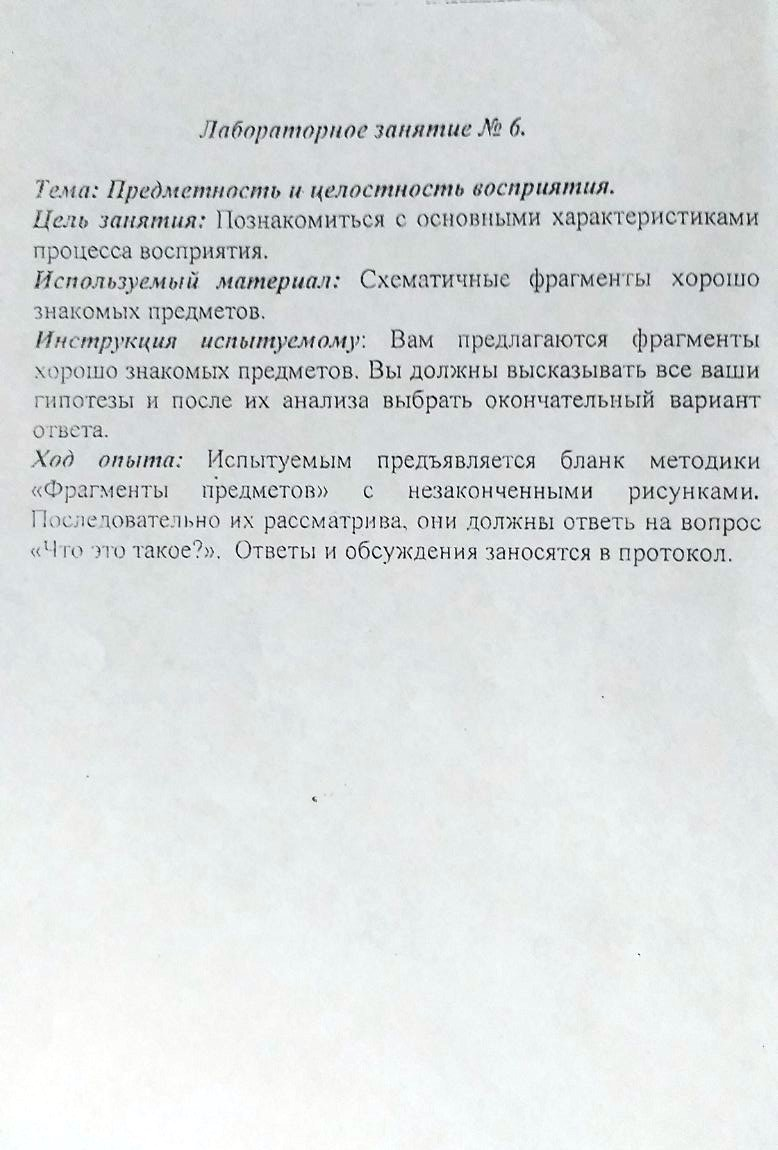 Лабораторное занятие № 6.
Тема: Предметность и целостность восприятия.
Цель занятия: Познакомиться с основными характеристиками
процесса восприятия.
Используемый материал: Схематичные фрагменты хорошо
знакомых предметов.
Инструкция испытуемому: Вам предлагаются фрагменты
хорошо знакомых предметов. Вы должны высказывать все ваши
гипотезы и после их анализа выбрать окончательный вариант
ответа.
Ход опыта: Испытуемым предъявляется бланк методики
«Фрагменты предметов» с незаконченными рисунками.
Последовательно их рассматрива, они должны ответь на вопрос
«Что это такое?». Ответы и обсуждения заносятся в протокол.